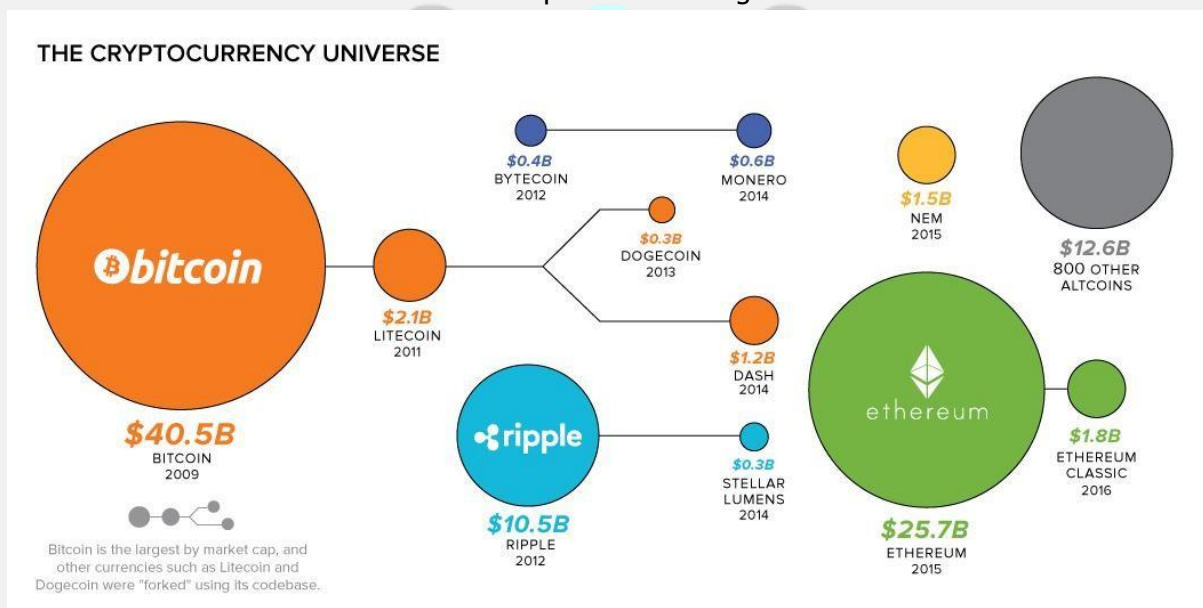 THE CRYPTOCURRENCY UNIVERSE
bitcoin
$40.5B
BITCOIN
2009
$2.1B
LITECOIN
2011
$0.4B
BYTECOIN
2012
$0.6B
MONERO
2014
$0.3B
DOGECOIN
2013
$1.2B
DASH
2014
ripple
$10.5B
RIPPLE
2012
$0.3B
STELLAR
LUMENS
2014
$1.5B
NEM
2015
$12.6B
800 OTHER
ALTCOINS
ethereum
$25.7B
ETHEREUM
2015
$1.8B
ETHEREUM
CLASSIC
2016
Bitcoin is the largest by market cap, and
other currencies such as Litecoin and
Dogecoin were "forked" using its codebase.